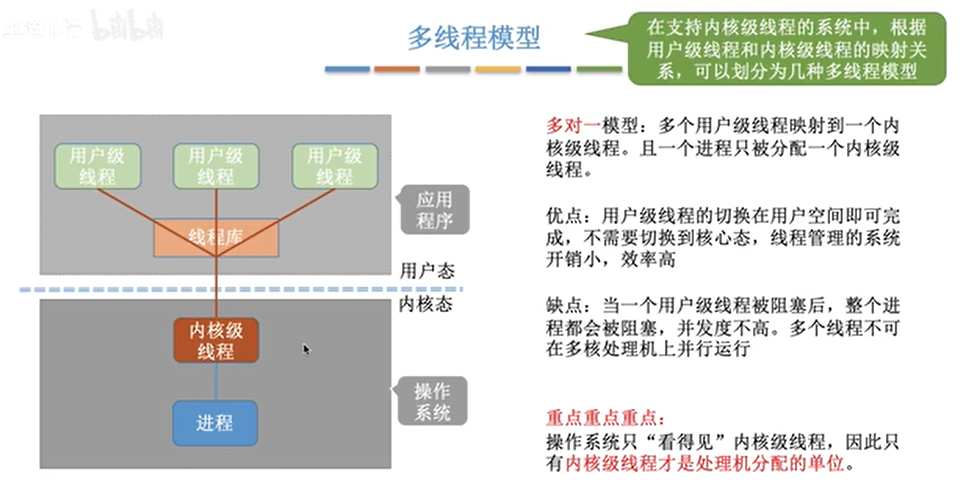 多线程模型
在支持内核级线程的系统中，根据
用户级线程和内核级线程的映射关
系，可以划分为几种多线程模型
用户级
线程
用户级
线程
用户级
线程
线程库
应用
程序
用户态
内核态
内核级
线程
进程
操作
系统
多对一模型：多个用户级线程映射到一个内
核级线程。且一个进程只被分配一个内核级
线程。
优点：用户级线程的切换在用户空间即可完
成，不需要切换到核心态，线程管理的系统
开销小，效率高
缺点：当一个用户级线程被阻塞后，整个进
程都会被阻塞，并发度不高。多个线程不可
在多核处理机上并行运行
重点重点重点：
操作系统只“看得见”内核级线程，因此只
有内核级线程才是处理机分配的单位。